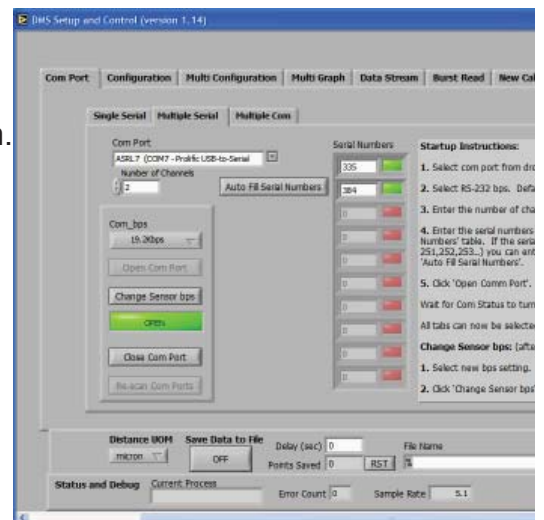 DMS Setup and Control (version 1.14)
Com Port Configuration Multi Configuration Multi Graph Data Stream Burst Read New Cal
Single Serial Multiple Serial Multiple Com
n.
Com Port
ASRL7 (COM7 - Prolific USB-to-Serial
Number of Channels
2
Auto Fill Serial Numbers
Com_bps
19.2Kbps
Open Com Port
Change Sensor bps
OPEN
Close Com Port
Re-scan Com Ports
Serial Numbers
335
384
0
0
0
0
0
0
0
0
Startup Instructions:
1. Select com port from dro
2. Select RS-232 bps. Defa
3. Enter the number of cha
4. Enter the serial numbers
Numbers' table. If the seria
251,252,253..) you can ent
'Auto Fill Serial Numbers'.
5. Click 'Open Comm Port'.
Wait for Com Status to turn
All tabs can now be selected
Change Sensor bps: (afte
1. Select new bps setting.
2. Click 'Change Sensor bps'
Distance UOM Save Data to File Delay (sec) 0 File Name
micron OFF Points Saved 0 RST %
Status and Debug Current Process
Error Count 0 Sample Rate 5.1